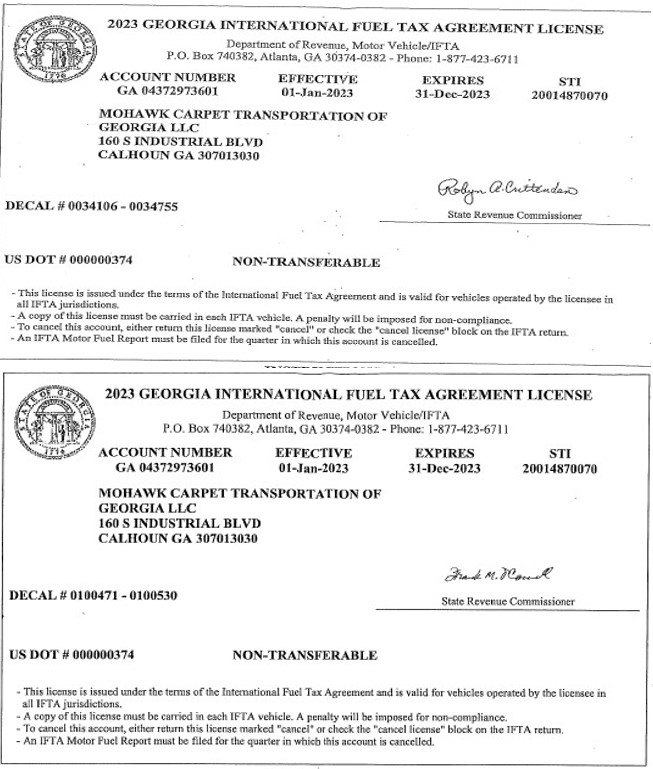 2023 GEORGIA INTERNATIONAL FUEL TAX AGREEMENT LICENSE
STATE OF GEORGIA
1776
Department of Revenue, Motor Vehicle/IFTA
P.O. Box 740382, Atlanta, GA 30374-0382 - Phone: 1-877-423-6711
ACCOUNT NUMBER EFFECTIVE EXPIRES STI
GA 04372973601 01-Jan-2023 31-Dec-2023 20014870070
MOHAWK CARPET TRANSPORTATION OF
GEORGIA LLC
160 S INDUSTRIAL BLVD
CALHOUN GA 307013030
Robyn A. Crittenden
DECAL # 0034106 - 0034755
State Revenue Commissioner
US DOT # 000000374 NON-TRANSFERABLE
- This license is issued under the terms of the International Fuel Tax Agreement and is valid for vehicles operated by the licensee in
all IFTA jurisdictions.
- A copy of this license must be carried in each IFTA vehicle. A penalty will be imposed for non-compliance.
- To cancel this account, either return this license marked "cancel" or check the "cancel license" block on the IFTA return.
- An IFTA Motor Fuel Report must be filed for the quarter in which this account is cancelled.
2023 GEORGIA INTERNATIONAL FUEL TAX AGREEMENT LICENSE
STATE OF GEORGIA
1776
Department of Revenue, Motor Vehicle/IFTA
P.O. Box 740382, Atlanta, GA 30374-0382 - Phone: 1-877-423-6711
ACCOUNT NUMBER EFFECTIVE EXPIRES STI
GA 04372973601 01-Jan-2023 31-Dec-2023 20014870070
MOHAWK CARPET TRANSPORTATION OF
GEORGIA LLC
160 S INDUSTRIAL BLVD
CALHOUN GA 307013030
Frank M. O'Connell
DECAL # 0100471 - 0100530
State Revenue Commissioner
US DOT # 000000374 NON-TRANSFERABLE
- This license is issued under the terms of the International Fuel Tax Agreement and is valid for vehicles operated by the licensee in
all IFTA jurisdictions.
- A copy of this license must be carried in each IFTA vehicle. A penalty will be imposed for non-compliance.
- To cancel this account, either return this license marked "cancel" or check the "cancel license" block on the IFTA return.
- An IFTA Motor Fuel Report must be filed for the quarter in which this account is cancelled.